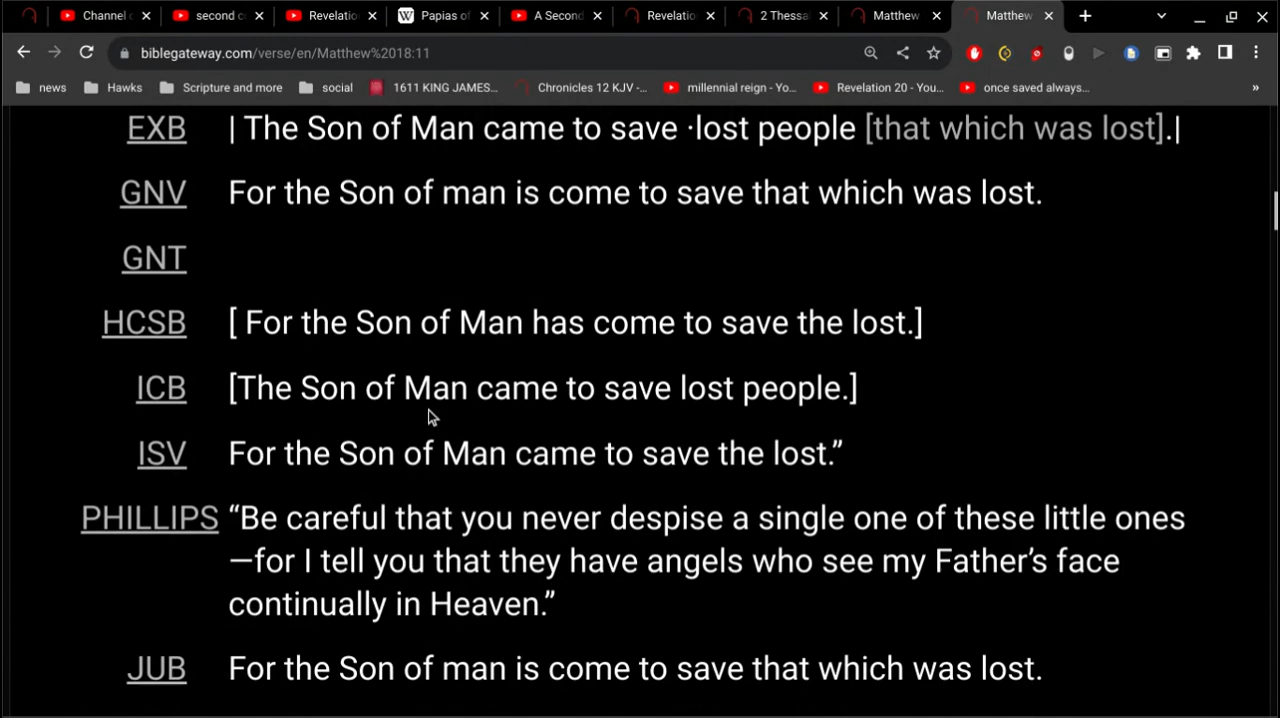 Channel c
second c
Revelatio
W Papias of
A Second
Revelatio
2 Thessa
Matthew
Matthew
biblegateway.com/verse/en/Matthew%2018:11
news Hawks Scripture and more social 1611 KING JAMES... Chronicles 12 KJV -... millennial reign - Yo... Revelation 20 - You... once saved always... »
EXB | The Son of Man came to save ·lost people [that which was lost].|
GNV For the Son of man is come to save that which was lost.
GNT
HCSB [ For the Son of Man has come to save the lost.]
ICB [The Son of Man came to save lost people.]
ISV For the Son of Man came to save the lost.”
PHILLIPS “Be careful that you never despise a single one of these little ones
—for I tell you that they have angels who see my Father’s face
continually in Heaven.”
JUB For the Son of man is come to save that which was lost.